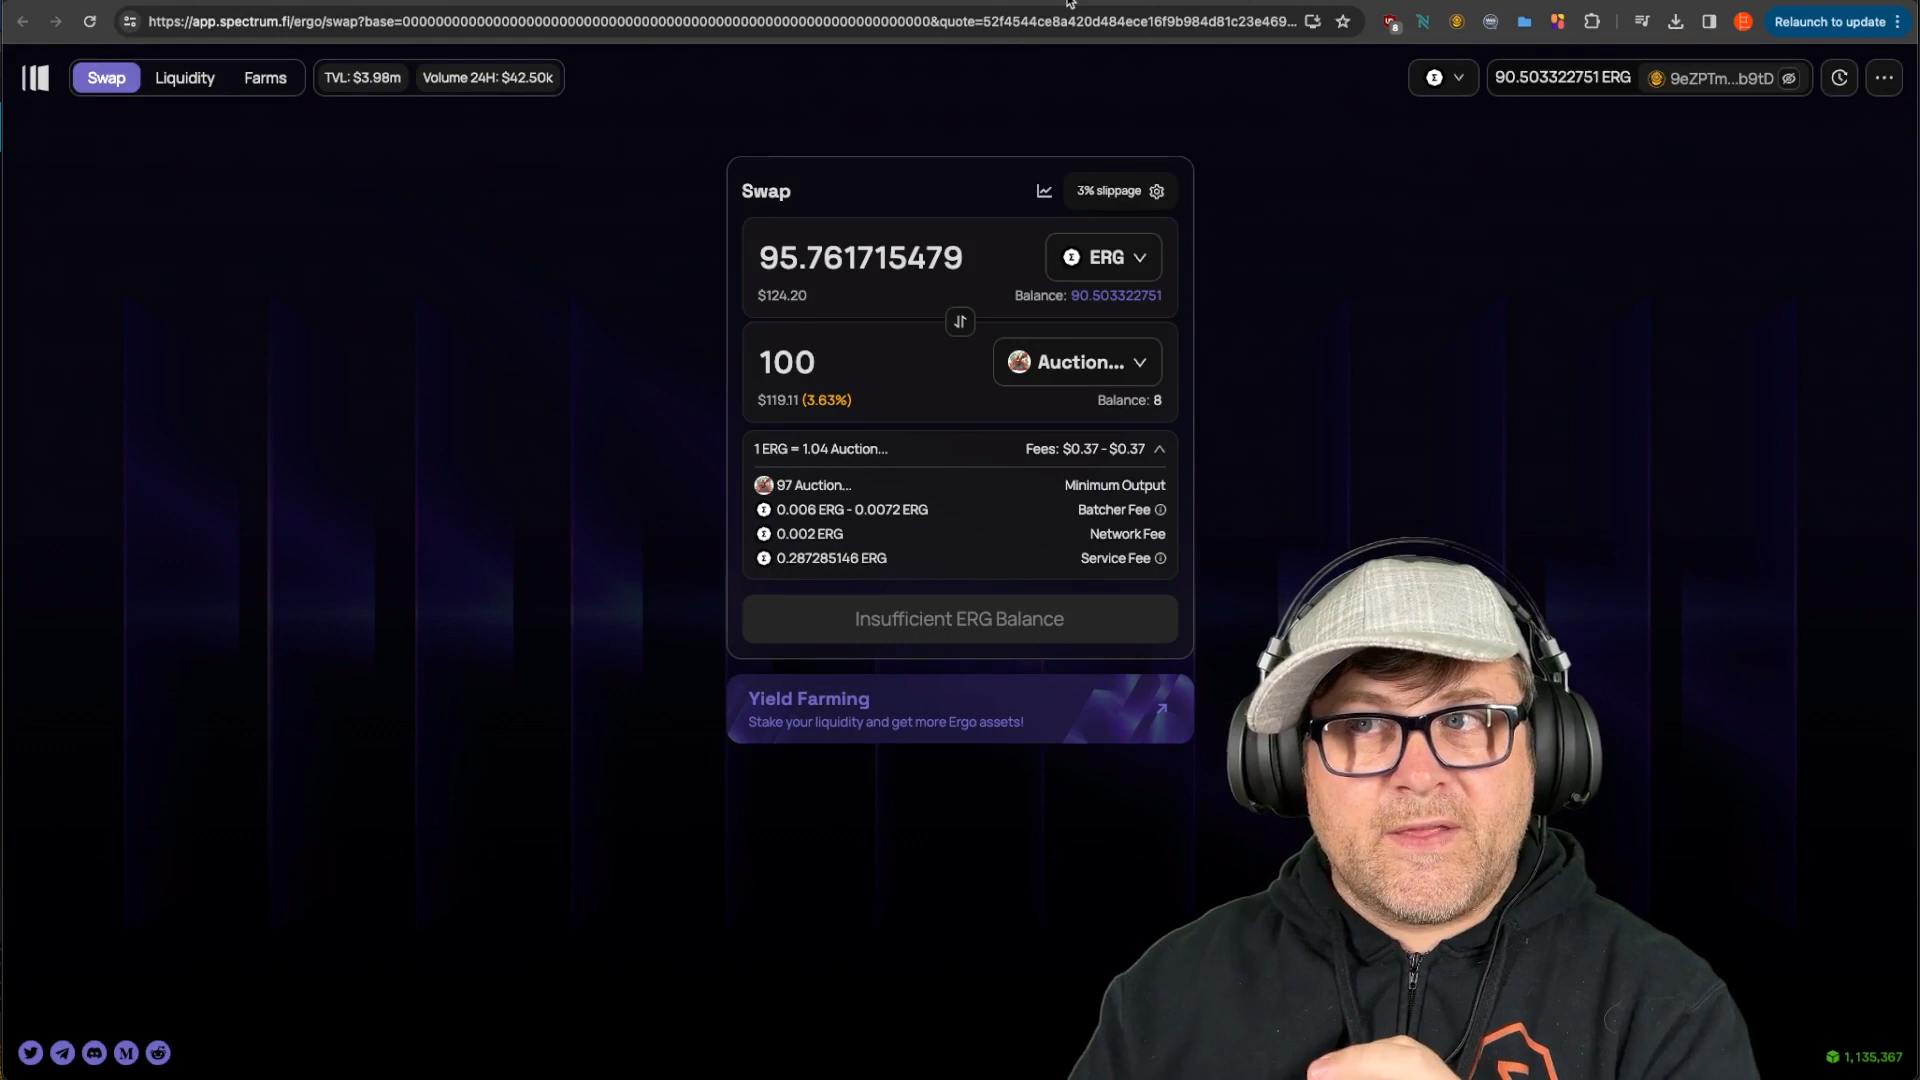 https://app.spectrum.fi/ergo/swap?base=0000000000000000000000000000000000000000000000000000000000000000&quote=52f4544ce8a420d484ece16f9b984d81c23e469...
8
Relaunch to update
Swap
Liquidity
Farms
TVL: $3.98m
Volume 24H: $42.50k
90.503322751 ERG
9eZPTm...b9tD
Swap
3% slippage
95.761715479
ERG
$124.20
Balance: 90.503322751
100
Auction...
$119.11 (3.63%)
Balance: 8
1 ERG = 1.04 Auction...
Fees: $0.37 - $0.37
97 Auction...
Minimum Output
0.006 ERG - 0.0072 ERG
Batcher Fee
0.002 ERG
Network Fee
0.287285146 ERG
Service Fee
Insufficient ERG Balance
Yield Farming
Stake your liquidity and get more Ergo assets!
1,135,367